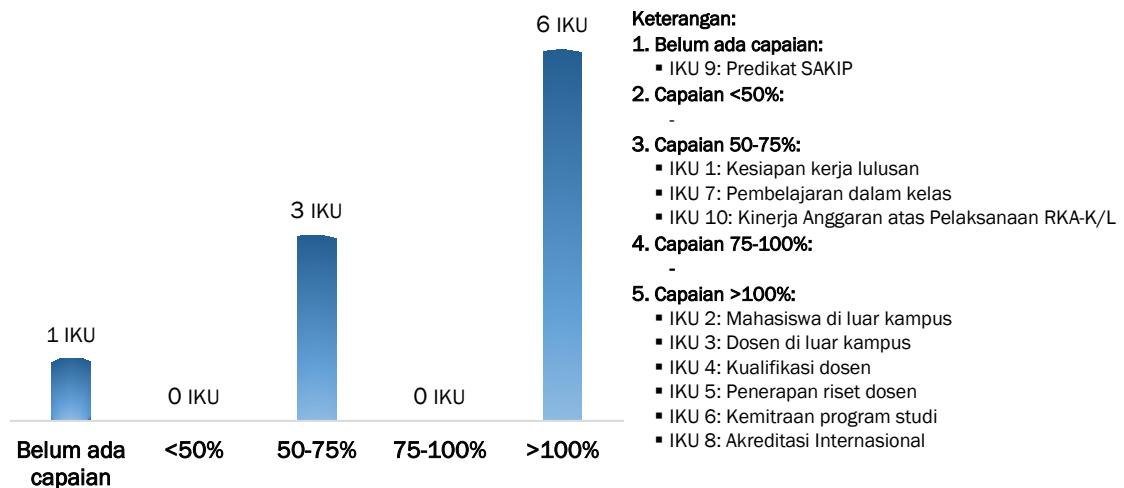 6 IKU
3 IKU
1 IKU
0 IKU
0 IKU
Belum ada
capaian
<50%
50-75%
75-100%
>100%
Keterangan:
1. Belum ada capaian:
▪ IKU 9: Predikat SAKIP
2. Capaian <50%:
-
3. Capaian 50-75%:
▪ IKU 1: Kesiapan kerja lulusan
▪ IKU 7: Pembelajaran dalam kelas
▪ IKU 10: Kinerja Anggaran atas Pelaksanaan RKA-K/L
4. Capaian 75-100%:
-
5. Capaian >100%:
▪ IKU 2: Mahasiswa di luar kampus
▪ IKU 3: Dosen di luar kampus
▪ IKU 4: Kualifikasi dosen
▪ IKU 5: Penerapan riset dosen
▪ IKU 6: Kemitraan program studi
▪ IKU 8: Akreditasi Internasional